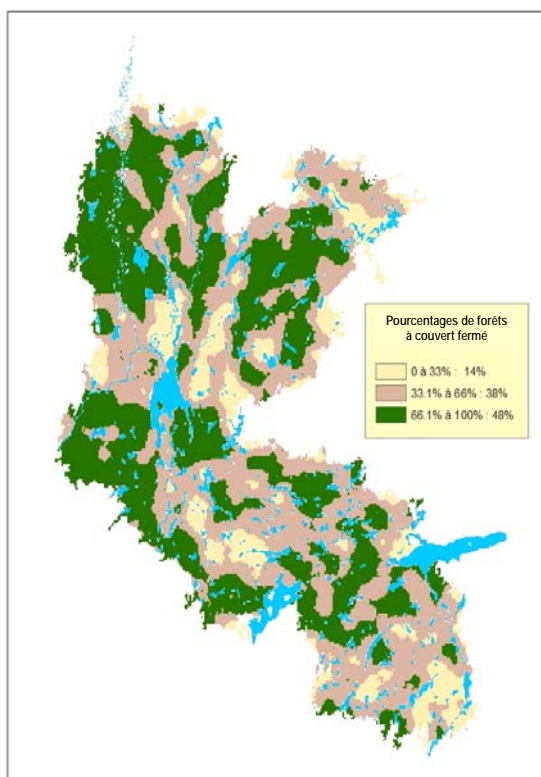 Pourcentages de forêts
à couvert fermé
0 à 33% : 14%
33.1% à 66% : 38%
66.1% à 100% : 48%